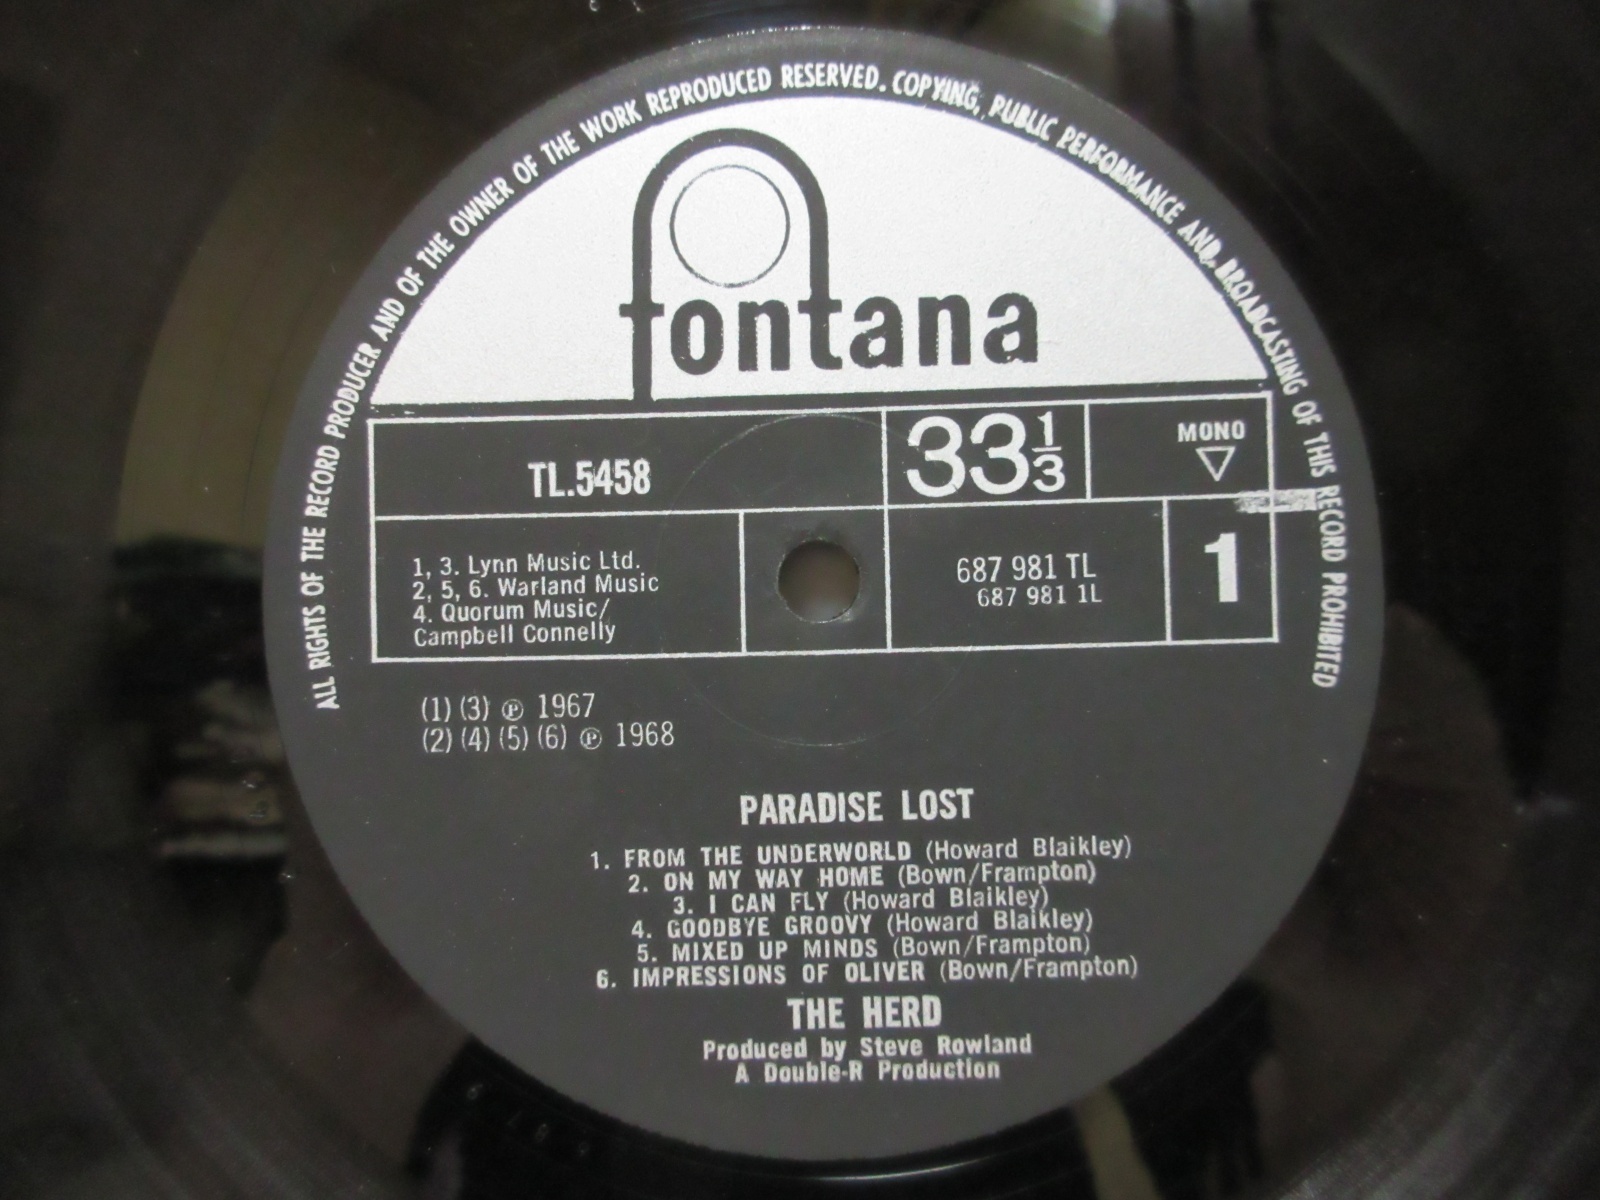 ALL RIGHTS OF THE RECORD PRODUCER AND OF THE OWNER OF THE WORK REPRODUCED RESERVED. COPYING, PUBLIC PERFORMANCE AND BROADCASTING OF THIS RECORD PROHIBITED
fontana
TL.5458
33 1/3
MONO
1, 3. Lynn Music Ltd.
2, 5, 6. Warland Music
4. Quorum Music/
Campbell Connelly
687 981 TL
687 981 1L
1
(1) (3) ℗ 1967
(2) (4) (5) (6) ℗ 1968
PARADISE LOST
1. FROM THE UNDERWORLD (Howard Blaikley)
2. ON MY WAY HOME (Bown/Frampton)
3. I CAN FLY (Howard Blaikley)
4. GOODBYE GROOVY (Howard Blaikley)
5. MIXED UP MINDS (Bown/Frampton)
6. IMPRESSIONS OF OLIVER (Bown/Frampton)
THE HERD
Produced by Steve Rowland
A Double-R Production